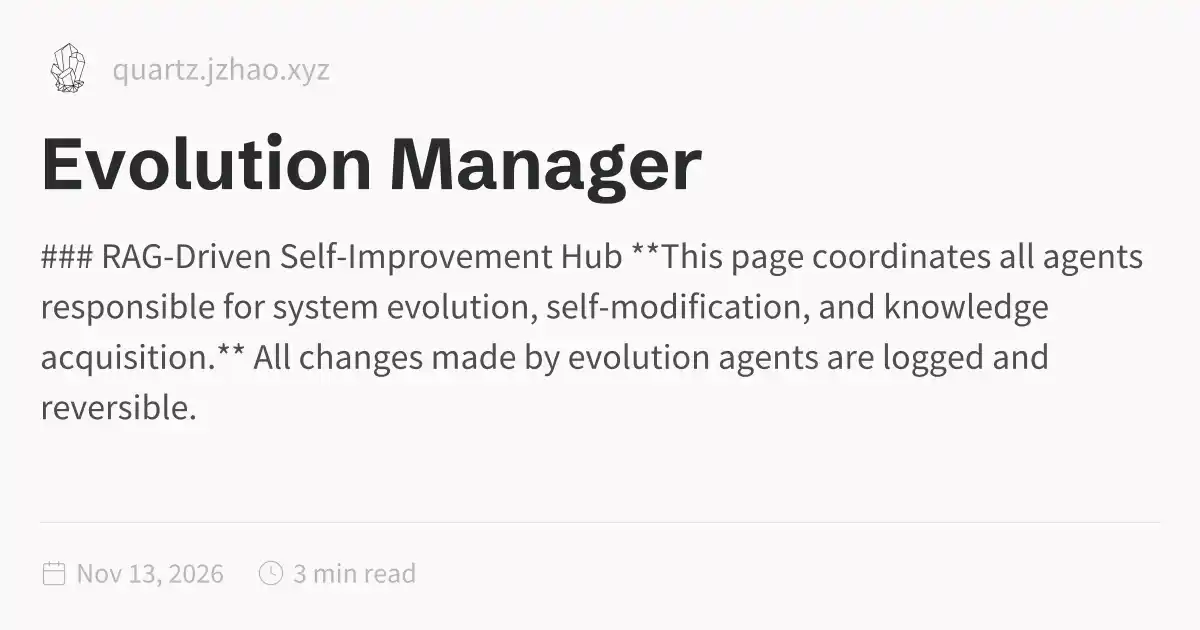 quartz.jzhao.xyz
Evolution Manager
### RAG-Driven Self-Improvement Hub **This page coordinates all agents
responsible for system evolution, self-modification, and knowledge
acquisition.** All changes made by evolution agents are logged and
reversible.
Nov 13, 2026 3 min read